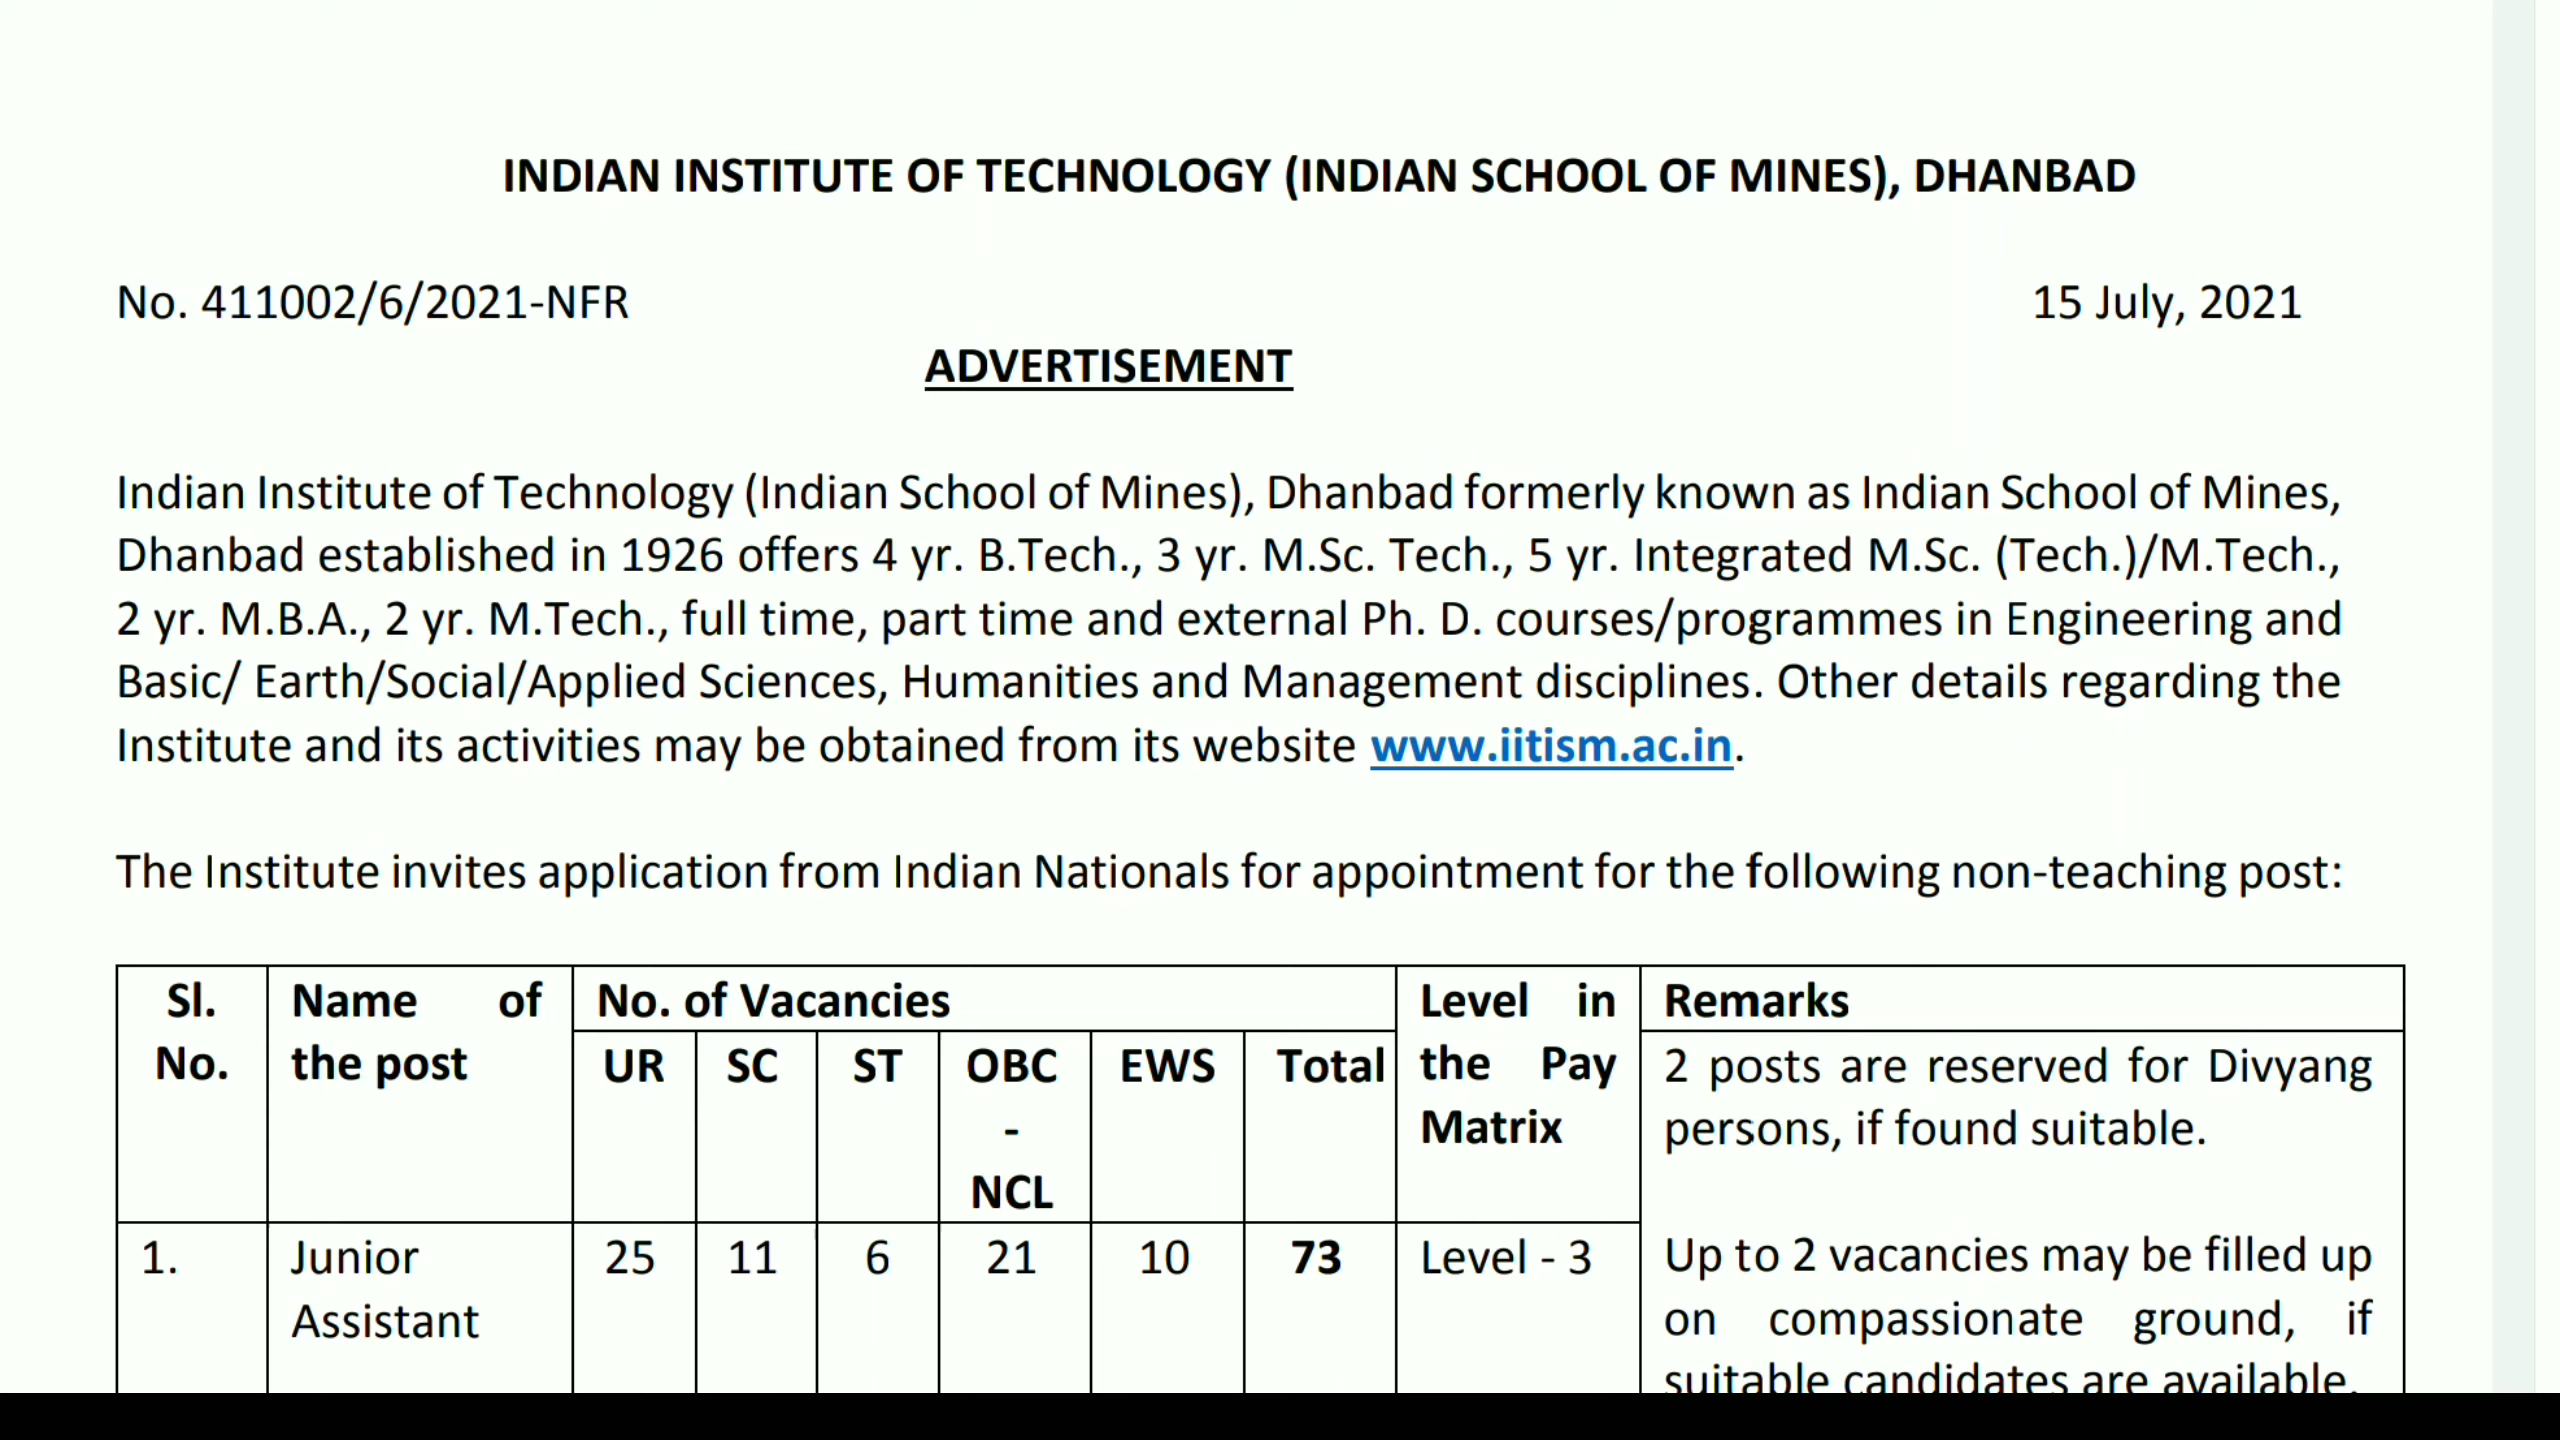 INDIAN INSTITUTE OF TECHNOLOGY (INDIAN SCHOOL OF MINES), DHANBAD
No. 411002/6/2021-NFR 15 July, 2021
ADVERTISEMENT
Indian Institute of Technology (Indian School of Mines), Dhanbad formerly known as Indian School of Mines,
Dhanbad established in 1926 offers 4 yr. B.Tech., 3 yr. M.Sc. Tech., 5 yr. Integrated M.Sc. (Tech.)/M.Tech.,
2 yr. M.B.A., 2 yr. M.Tech., full time, part time and external Ph. D. courses/programmes in Engineering and
Basic/ Earth/Social/Applied Sciences, Humanities and Management disciplines. Other details regarding the
Institute and its activities may be obtained from its website www.iitism.ac.in.
The Institute invites application from Indian Nationals for appointment for the following non-teaching post:
Sl. Name of No. of Vacancies Level in Remarks
No. the post UR SC ST OBC EWS Total the Pay 2 posts are reserved for Divyang
- Matrix persons, if found suitable.
NCL
1. Junior 25 11 6 21 10 73 Level - 3 Up to 2 vacancies may be filled up
Assistant on compassionate ground, if
suitable candidates are available.